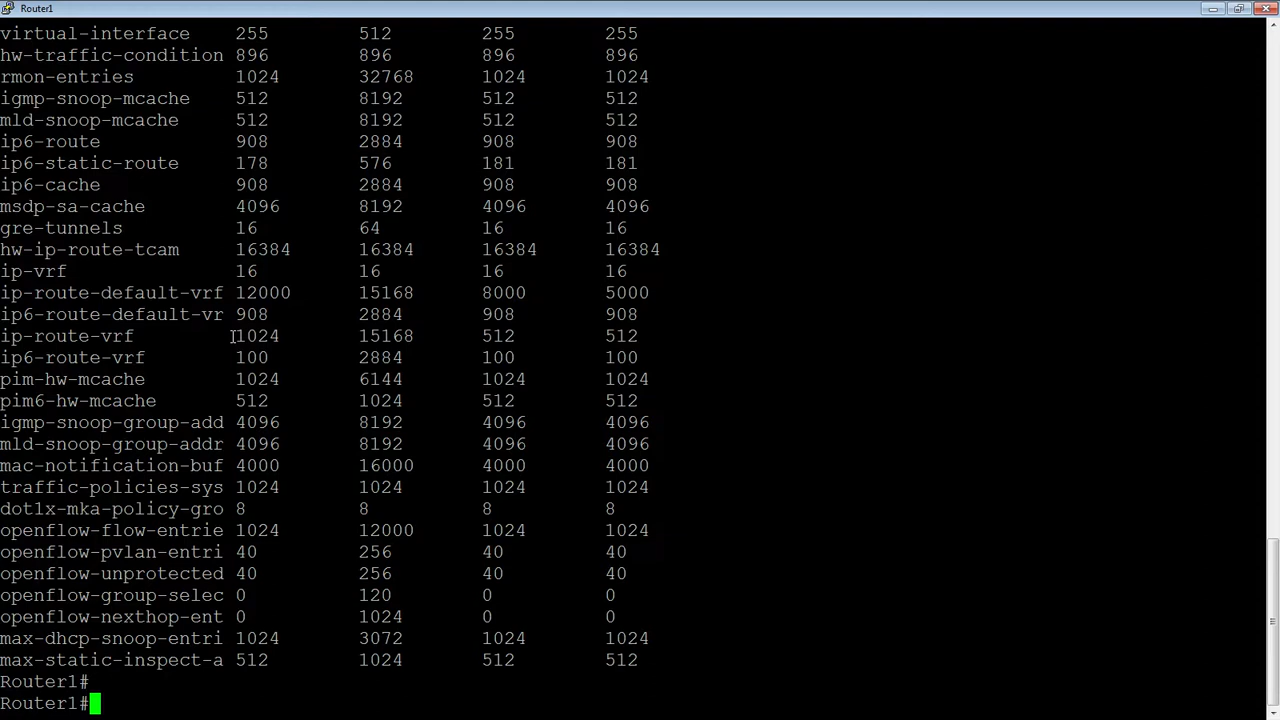 Router1
virtual-interface 255 512 255 255
hw-traffic-condition 896 896 896 896
rmon-entries 1024 32768 1024 1024
igmp-snoop-mcache 512 8192 512 512
mld-snoop-mcache 512 8192 512 512
ip6-route 908 2884 908 908
ip6-static-route 178 576 181 181
ip6-cache 908 2884 908 908
msdp-sa-cache 4096 8192 4096 4096
gre-tunnels 16 64 16 16
hw-ip-route-tcam 16384 16384 16384 16384
ip-vrf 16 16 16 16
ip-route-default-vrf 12000 15168 8000 5000
ip6-route-default-vr 908 2884 908 908
ip-route-vrf 1024 15168 512 512
ip6-route-vrf 100 2884 100 100
pim-hw-mcache 1024 6144 1024 1024
pim6-hw-mcache 512 1024 512 512
igmp-snoop-group-add 4096 8192 4096 4096
mld-snoop-group-addr 4096 8192 4096 4096
mac-notification-buf 4000 16000 4000 4000
traffic-policies-sys 1024 1024 1024 1024
dot1x-mka-policy-gro 8 8 8 8
openflow-flow-entrie 1024 12000 1024 1024
openflow-pvlan-entri 40 256 40 40
openflow-unprotected 40 256 40 40
openflow-group-selec 0 120 0 0
openflow-nexthop-ent 0 1024 0 0
max-dhcp-snoop-entri 1024 3072 1024 1024
max-static-inspect-a 512 1024 512 512
Router1#
Router1#